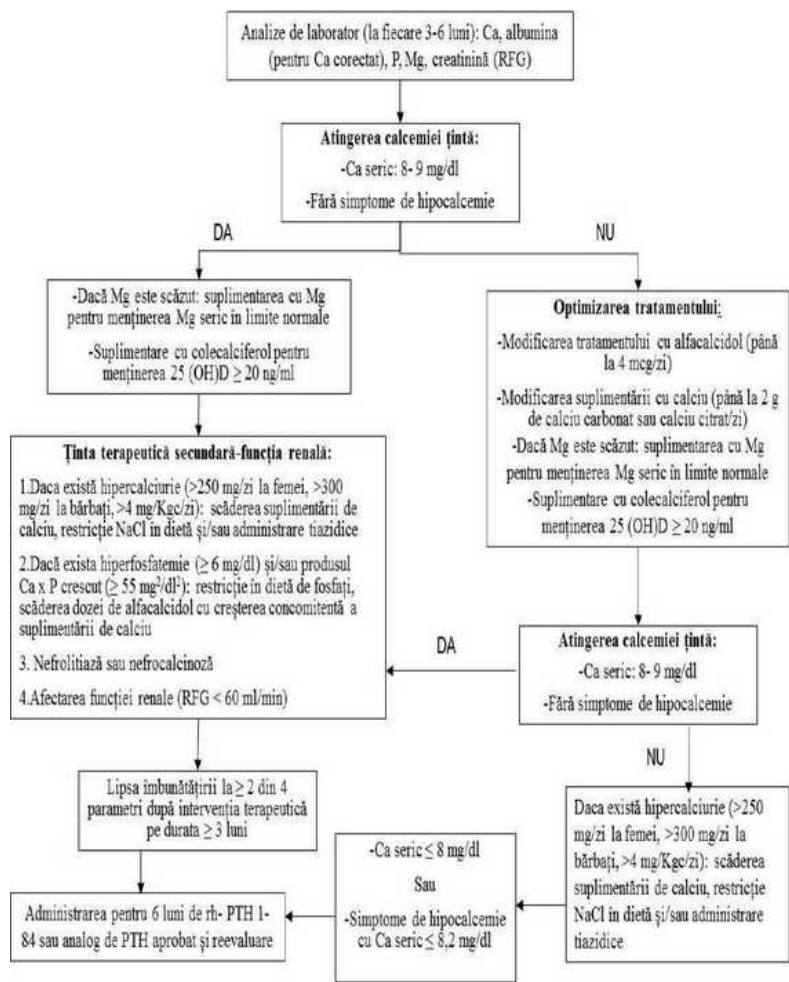 Analize de laborator (la fiecare 3-6 luni): Ca, albumina
(pentru Ca corectat), P, Mg, creatinină (RFG)
Atingerea calcemiei țintă:
-Ca seric: 8- 9 mg/dl
-Fără simptome de hipocalcemie
DA
NU
-Dacă Mg este scăzut: suplimentarea cu Mg
pentru menținerea Mg seric în limite normale
-Suplimentare cu colecalciferol pentru
menținerea 25 (OH)D ≥ 20 ng/ml
Optimizarea tratamentului:
-Modificarea tratamentului cu alfacalcidol (până
la 4 mcg/zi)
-Modificarea suplimentării cu calciu (până la 2 g
de calciu carbonat sau calciu citrat/zi)
-Dacă Mg este scăzut: suplimentarea cu Mg
pentru menținerea Mg seric în limite normale
-Suplimentare cu colecalciferol pentru
menținerea 25 (OH)D ≥ 20 ng/ml
Ținta terapeutică secundară-funcția renală:
1.Daca există hipercalciurie (>250 mg/zi la femei, >300
mg/zi la bărbați, >4 mg/Kgc/zi): scăderea suplimentării de
calciu, restricție NaCl în dietă și/sau administrare tiazidice
2.Dacă exista hiperfosfatemie (≥ 6 mg/dl) și/sau produsul
Ca x P crescut (≥ 55 mg²/dl²): restricție în dietă de fosfați,
scăderea dozei de alfacalcidol cu creșterea concomitentă a
suplimentării de calciu
3. Nefrolitiază sau nefrocalcinoză
4.Afectarea funcției renale (RFG < 60 ml/min)
DA
Atingerea calcemiei țintă:
-Ca seric: 8- 9 mg/dl
-Fără simptome de hipocalcemie
NU
Lipsa îmbunătățirii la ≥ 2 din 4
parametri după intervenția terapeutică
pe durata ≥ 3 luni
Daca există hipercalciurie (>250
mg/zi la femei, >300 mg/zi la
bărbați, >4 mg/Kgc/zi): scăderea
suplimentării de calciu, restricție
NaCl în dietă și/sau administrare
tiazidice
-Ca seric ≤ 8 mg/dl
Sau
-Simptome de hipocalcemie
cu Ca seric ≤ 8,2 mg/dl
Administrarea pentru 6 luni de rh- PTH 1-
84 sau analog de PTH aprobat și reevaluare